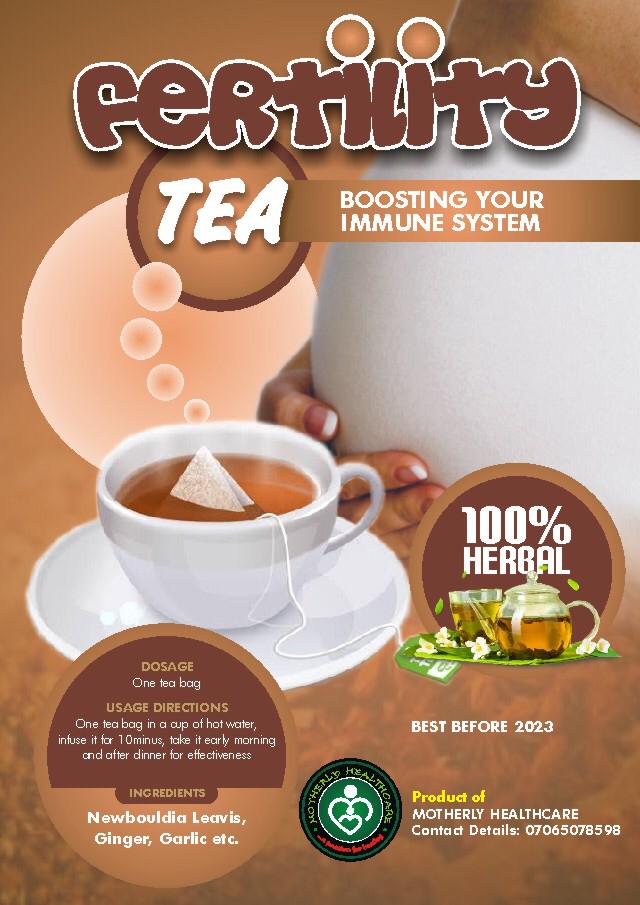 FERTILITY
TEA
BOOSTING YOUR
IMMUNE SYSTEM
100%
HERBAL
DOSAGE
One tea bag
USAGE DIRECTIONS
One tea bag in a cup of hot water,
infuse it for 10minus, take it early morning
and after dinner for effectiveness
INGREDIENTS
Newbouldia Leavis,
Ginger, Garlic etc.
BEST BEFORE 2023
MOTHERLY HEALTHCARE
Product of
MOTHERLY HEALTHCARE
Contact Details: 07065078598